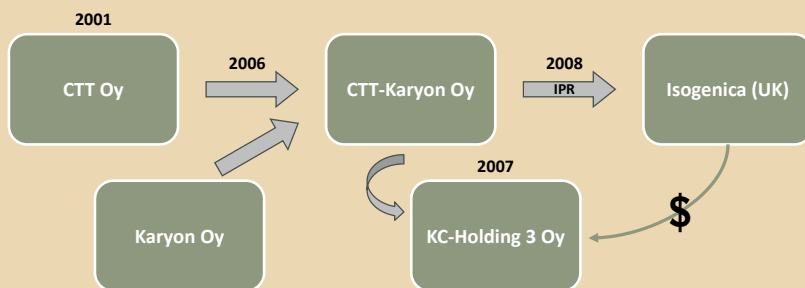 2001
CTT Oy
2006
CTT-Karyon Oy
2008
IPR
Isogenica (UK)
Karyon Oy
2007
KC-Holding 3 Oy
$